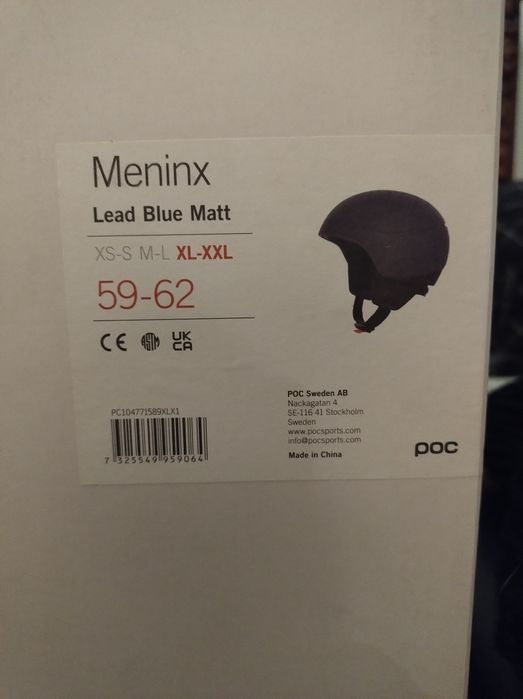 Meninx
Lead Blue Matt
XS-S M-L XL-XXL
59-62
CE ASTM UK CA
PC104771589XLX1
7 325549 959064
POC Sweden AB
Nackagatan 4
SE-116 41 Stockholm
Sweden
www.pocsports.com
info@pocsports.com
Made in China
poc